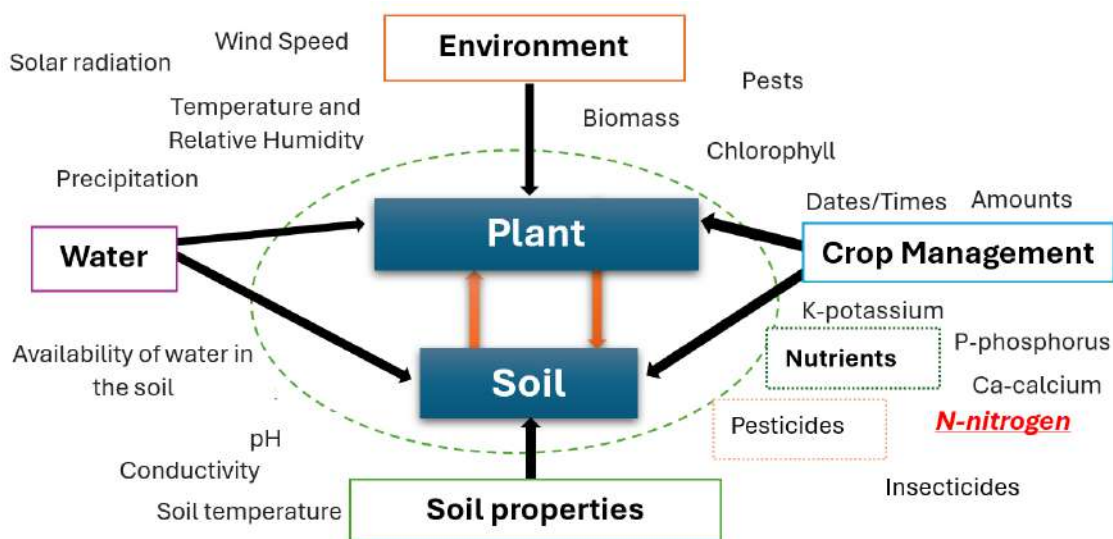 Wind Speed
Environment
Solar radiation
Pests
Temperature and
Relative Humidity
Biomass
Chlorophyll
Precipitation
Dates/Times
Amounts
Plant
Water
Crop Management
K-potassium
P-phosphorus
Nutrients
Availability of water in
the soil
Soil
Ca-calcium
N-nitrogen
Pesticides
pH
Conductivity
Insecticides
Soil temperature
Soil properties